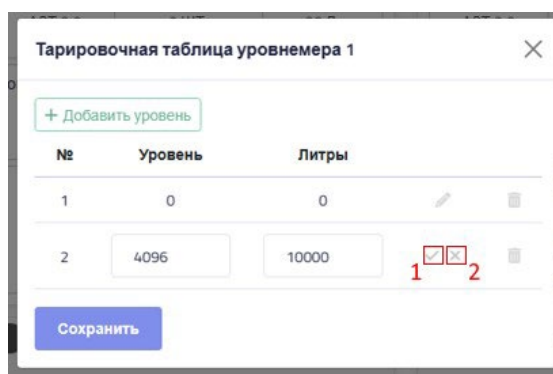 Тарировочная таблица уровнемера 1
+ Добавить уровень
№ Уровень Литры
1 0 0
2 4096 10000
1 2
Сохранить